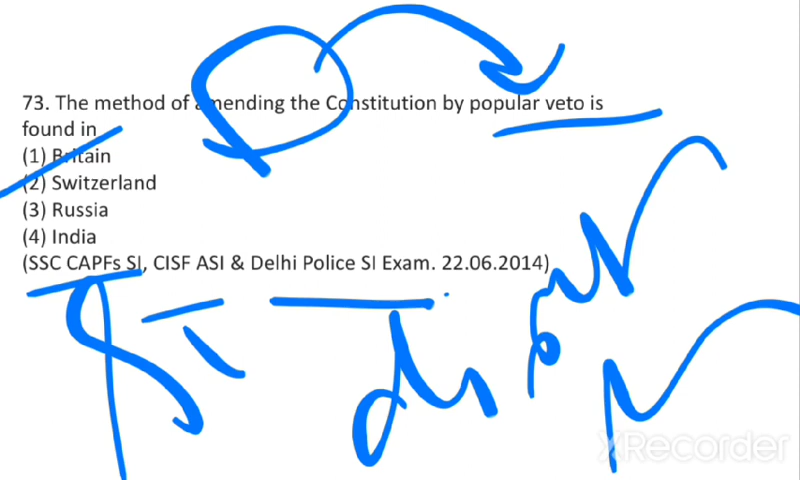 73. The method of amending the Constitution by popular veto is
found in
(1) Britain
(2) Switzerland
(3) Russia
(4) India
(SSC CAPFs SI, CISF ASI & Delhi Police SI Exam. 22.06.2014)
XRecorder